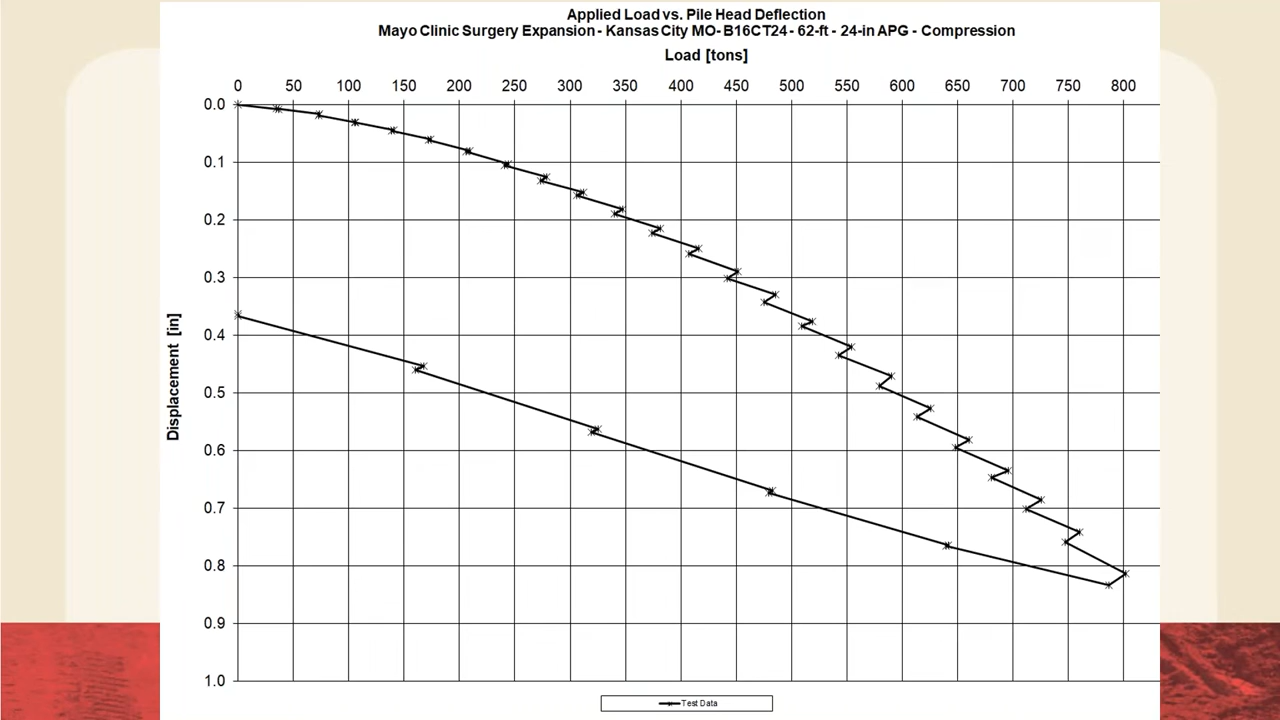 Applied Load vs. Pile Head Deflection
Mayo Clinic Surgery Expansion - Kansas City MO- B16CT24 - 62-ft - 24-in APG - Compression
Load [tons]
0 50 100 150 200 250 300 350 400 450 500 550 600 650 700 750 800
0.0
0.1
0.2
0.3
0.4
0.5
0.6
0.7
0.8
0.9
1.0
Displacement [in]
Test Data